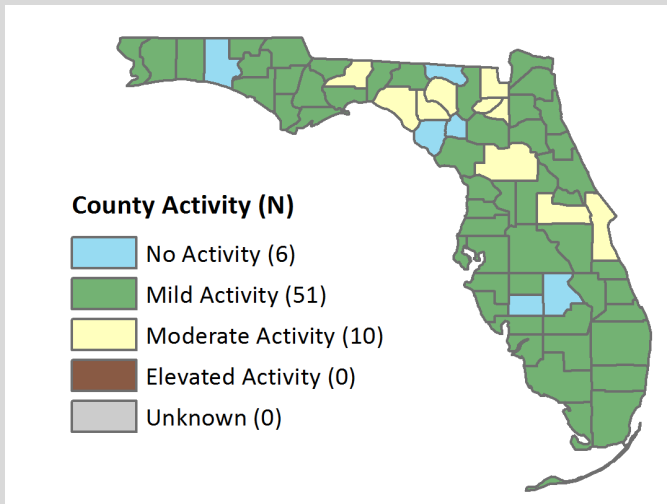 County Activity (N)
No Activity (6)
Mild Activity (51)
Moderate Activity (10)
Elevated Activity (0)
Unknown (0)